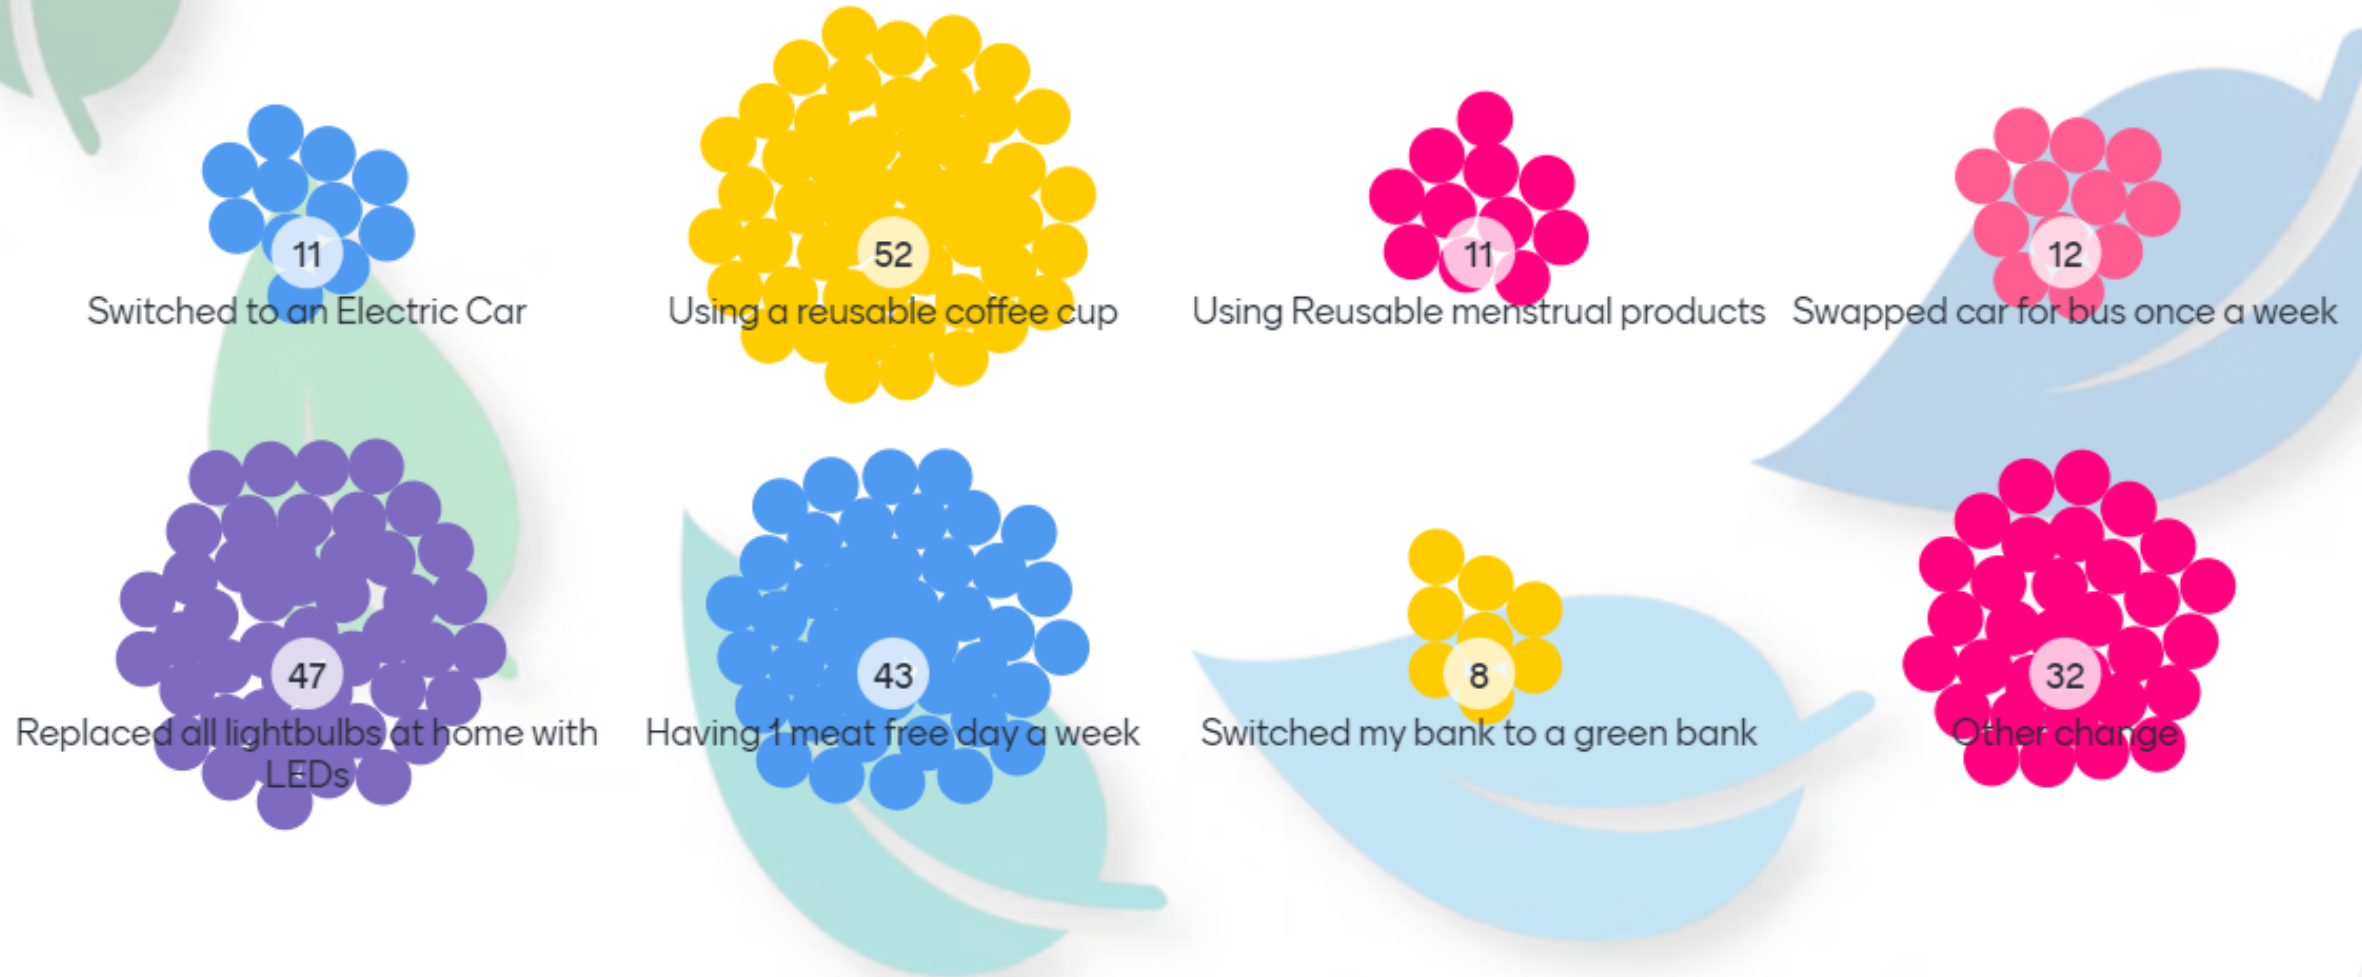 11
Switched to an Electric Car
52
Using a reusable coffee cup
11
Using Reusable menstrual products
12
Swapped car for bus once a week
47
Replaced all lightbulbs at home with
LEDs
43
Having 1 meat free day a week
8
Switched my bank to a green bank
32
Other change